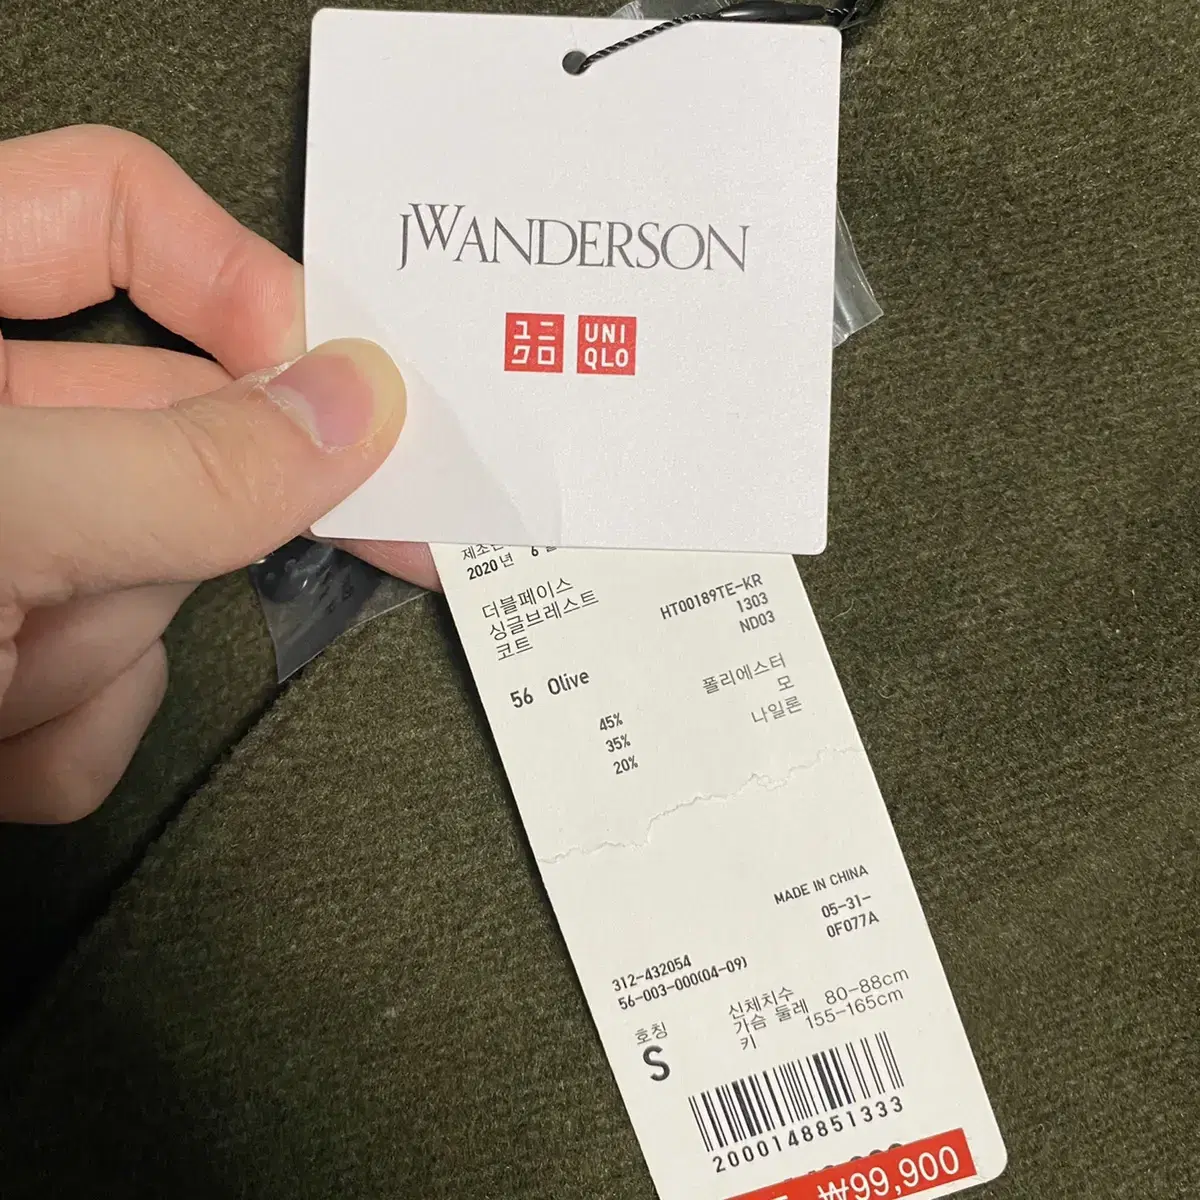 JWANDERSON
ユニ
クロ
UNI
QLO
2020년 6
더블페이스
싱글브레스트
코트
HT00189TE-KR
1303
ND03
56 Olive
45% 폴리에스터
35% 모
20% 나일론
MADE IN CHINA
05-31-
0F077A
312-432054
56-003-000(04-09)
호칭
S
신체치수
가슴 둘레 80-88cm
키 155-165cm
2000148851333
₩99,900